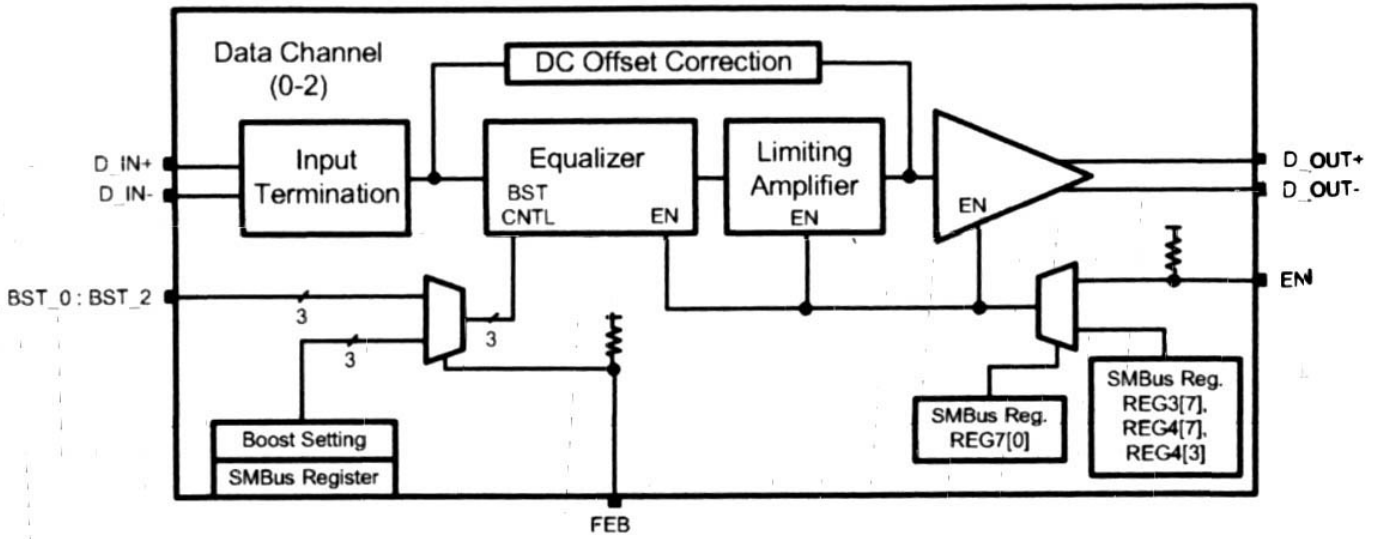 Data Channel
(0-2)
DC Offset Correction
D_IN+
D_IN-
Input
Termination
Equalizer
BST
CNTL
EN
Limiting
Amplifier
EN
EN
D_OUT+
D_OUT-
BST_0 : BST_2
3
3
3
EN
SMBus Reg.
REG7[0]
SMBus Reg.
REG3[7],
REG4[7],
REG4[3]
Boost Setting
SMBus Register
FEB